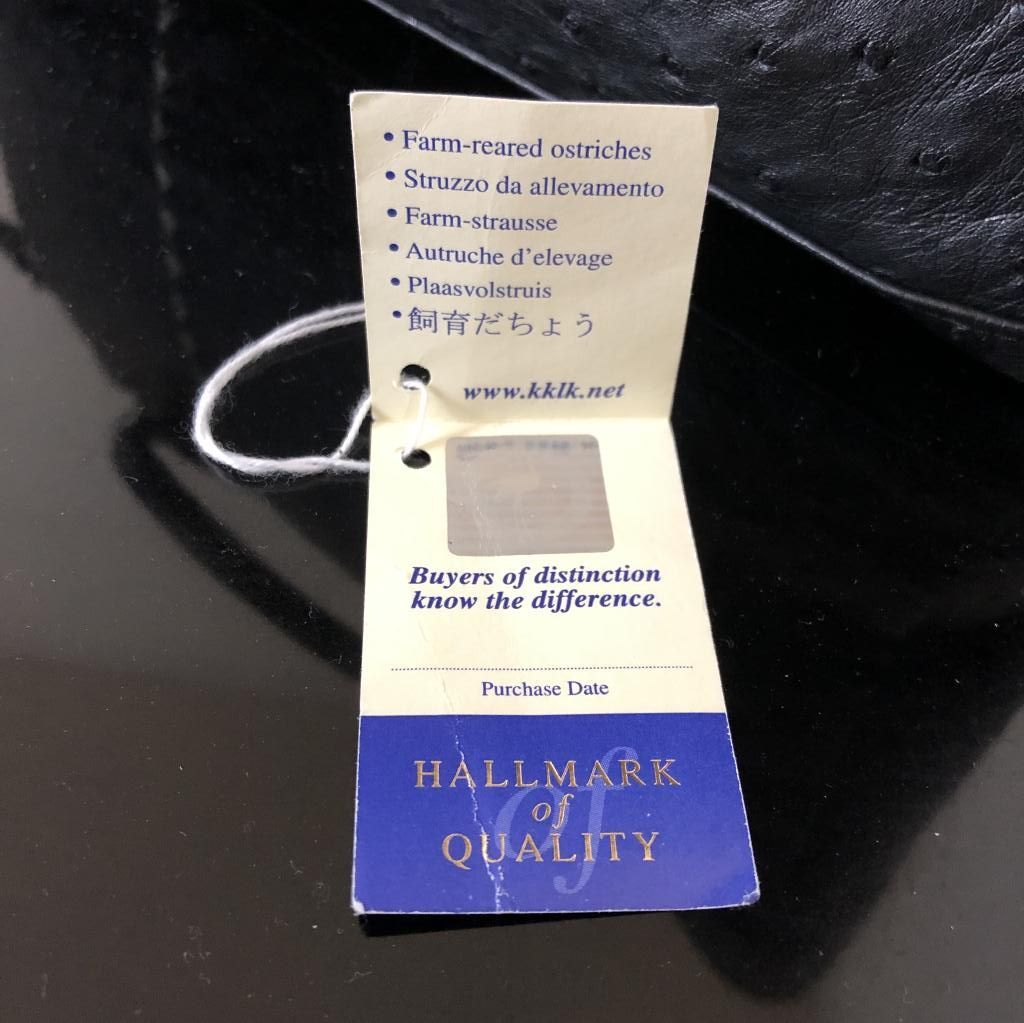 • Farm-reared ostriches
• Struzzo da allevamento
• Farm-strausse
• Autruche d'elevage
• Plaasvolstruis
• 飼育だちょう
www.kklk.net
Buyers of distinction
know the difference.
Purchase Date
HALLMARK
of
QUALITY